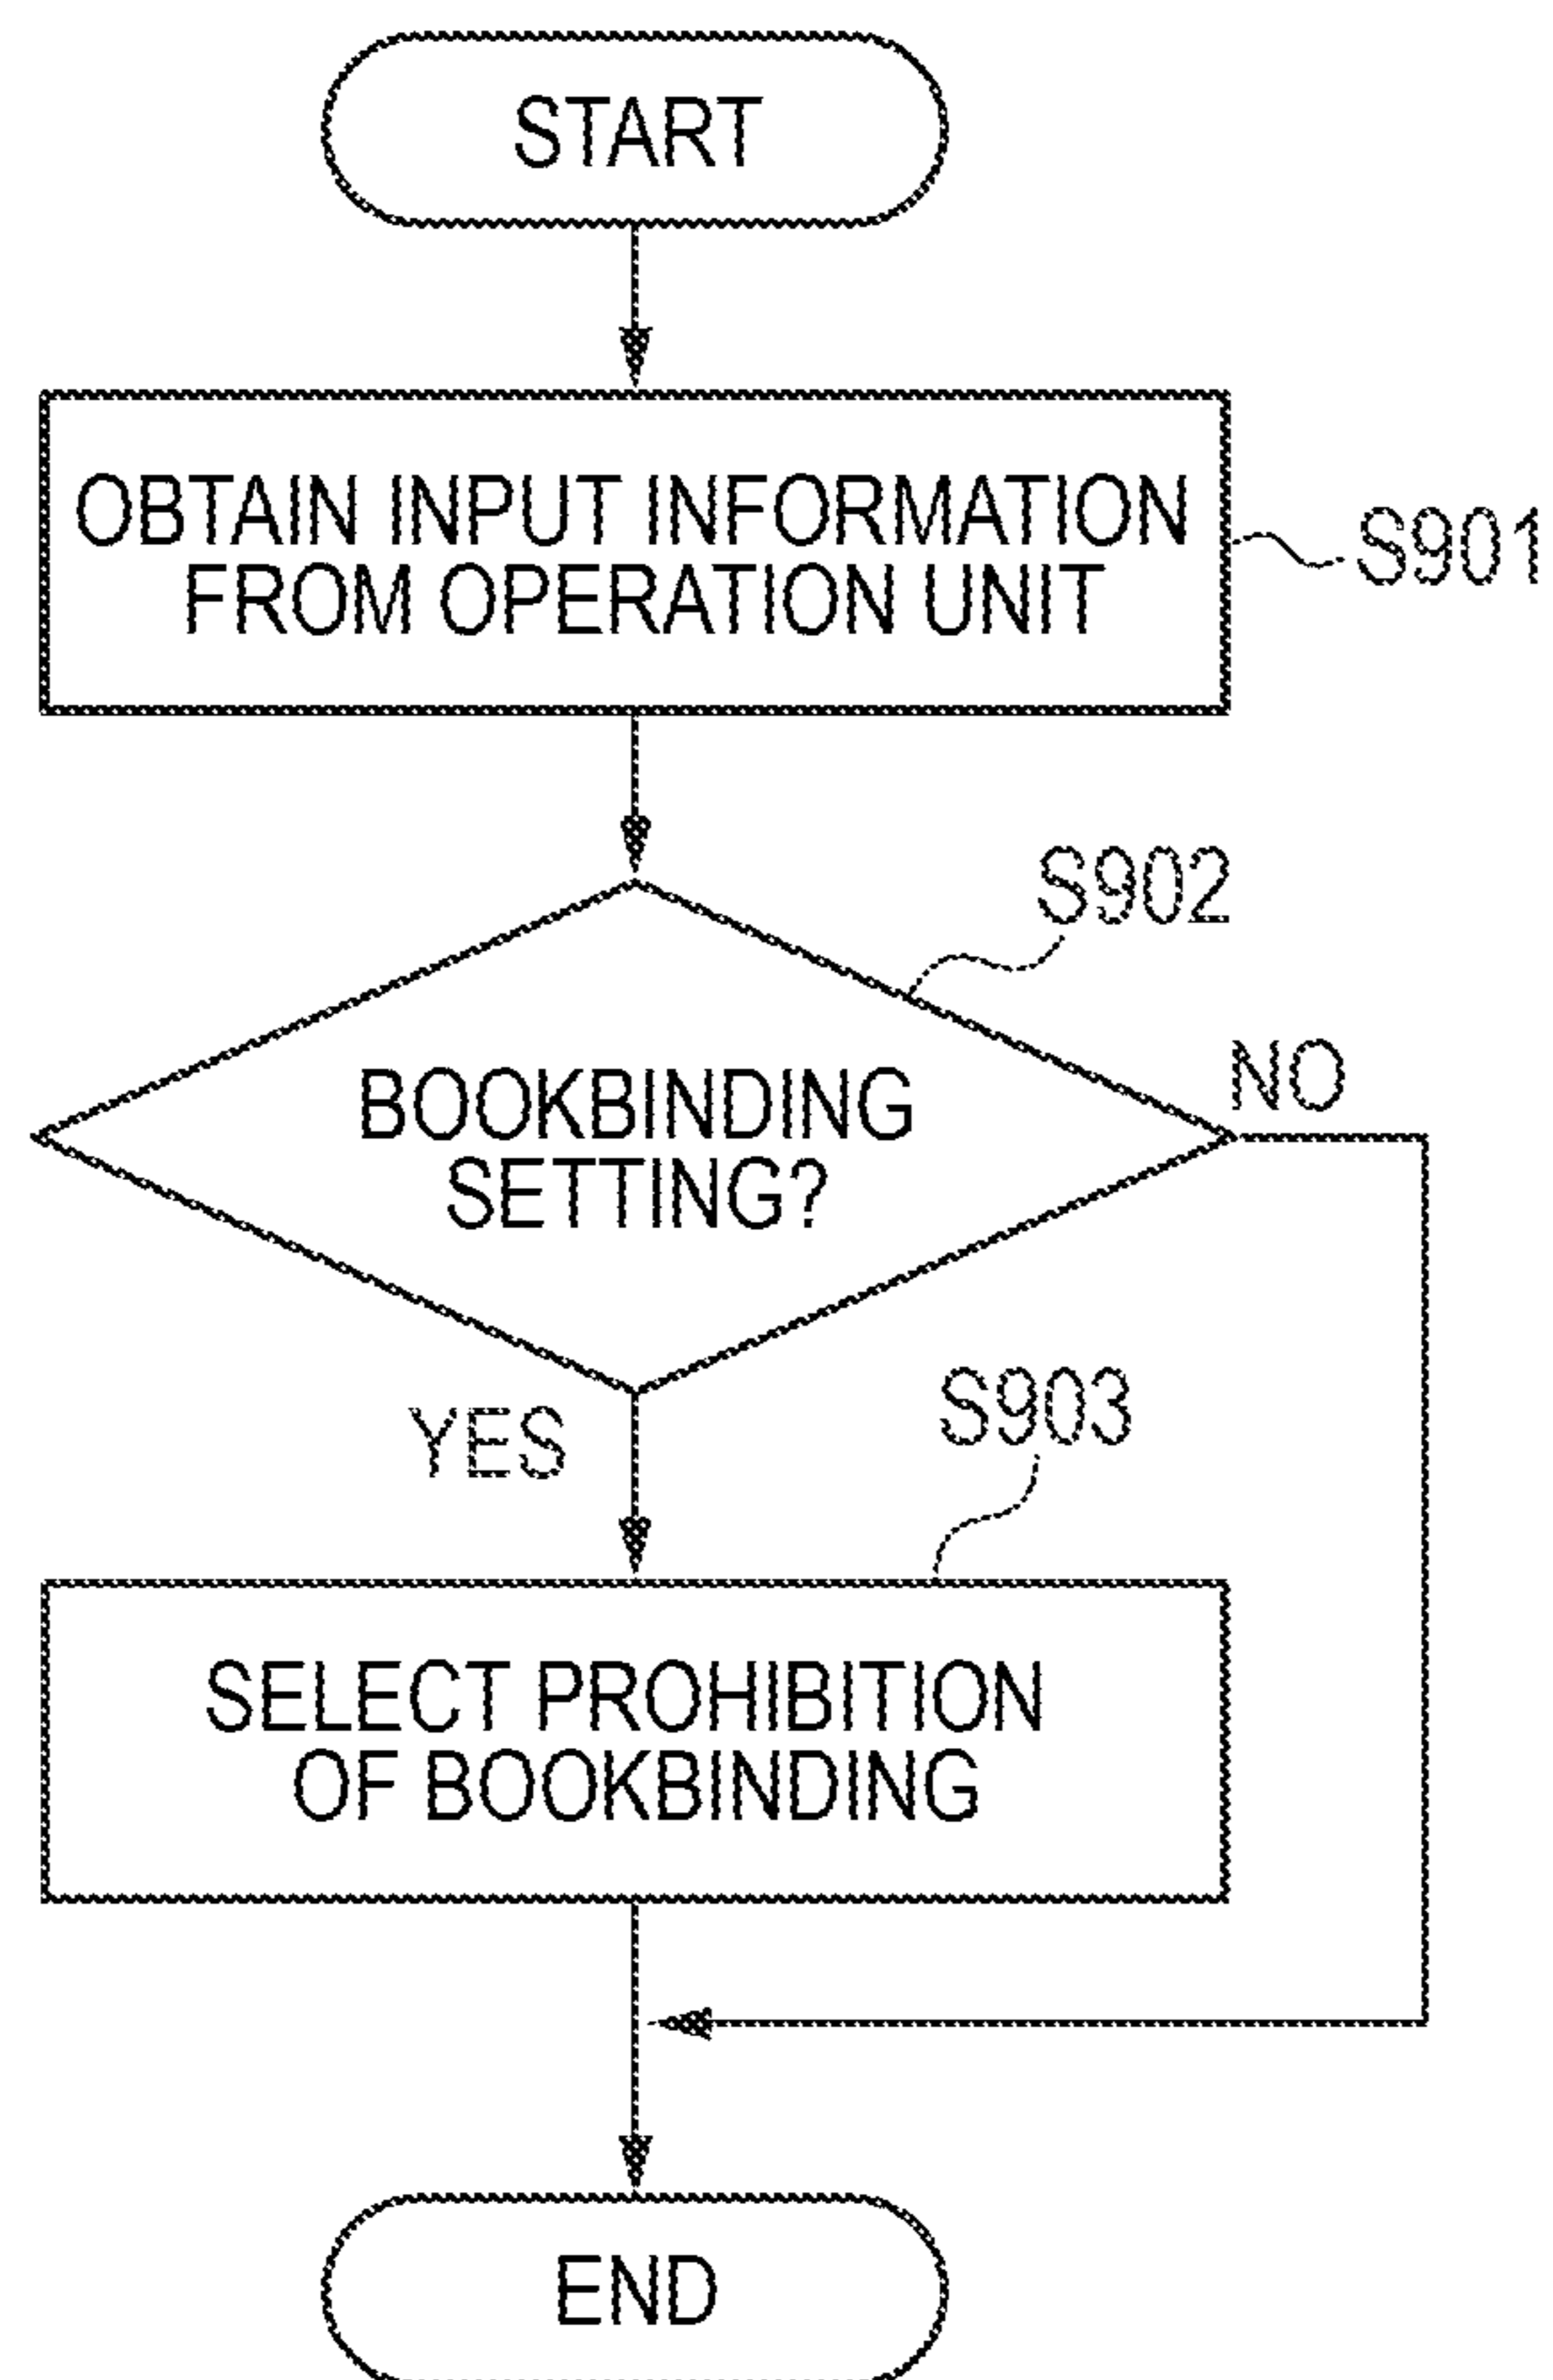 START
OBTAIN INPUT INFORMATION
FROM OPERATION UNIT
S901
S902
BOOKBINDING
SETTING?
NO
YES
S903
SELECT PROHIBITION
OF BOOKBINDING
END